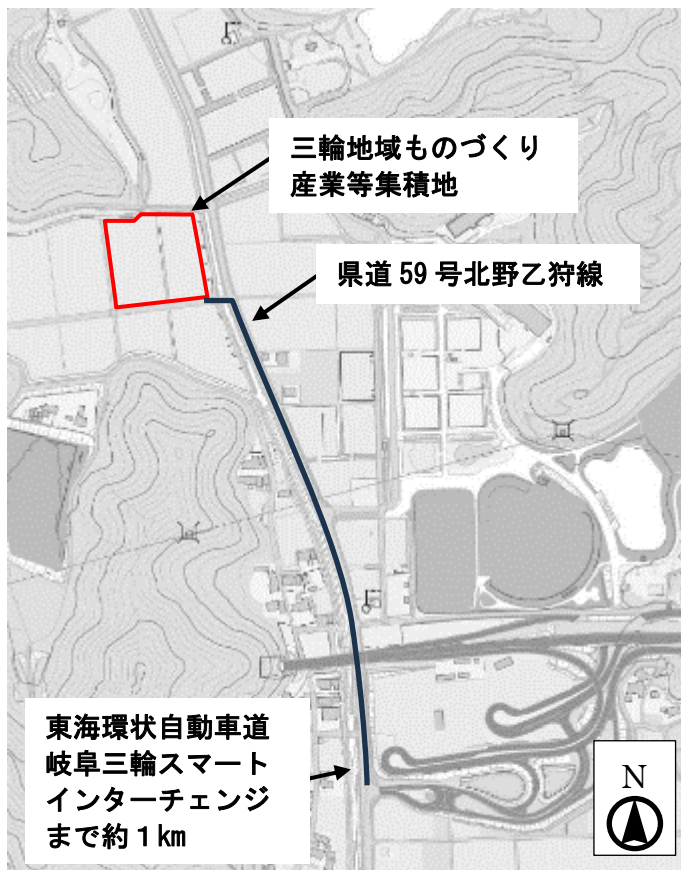 三輪地域ものづくり
産業等集積地
県道 59 号北野乙狩線
東海環状自動車道
岐阜三輪スマート
インターチェンジ
まで約1㎞
N